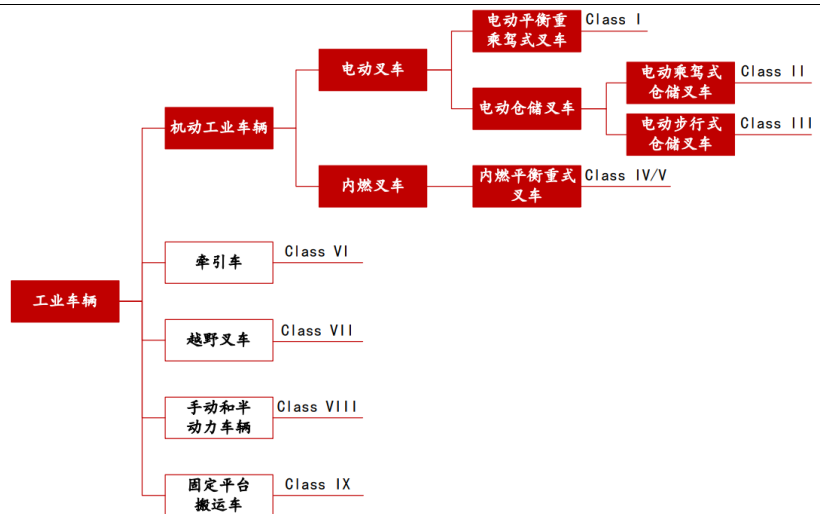 电动平衡重
乘驾式叉车
Class I
电动叉车
电动乘驾式
仓储叉车
Class II
电动仓储叉车
机动工业车辆
电动步行式
仓储叉车
Class III
内燃叉车
内燃平衡重式
叉车
Class IV/V
牵引车
Class VI
工业车辆
越野叉车
Class VII
手动和半
动力车辆
Class VIII
固定平台
搬运车
Class IX